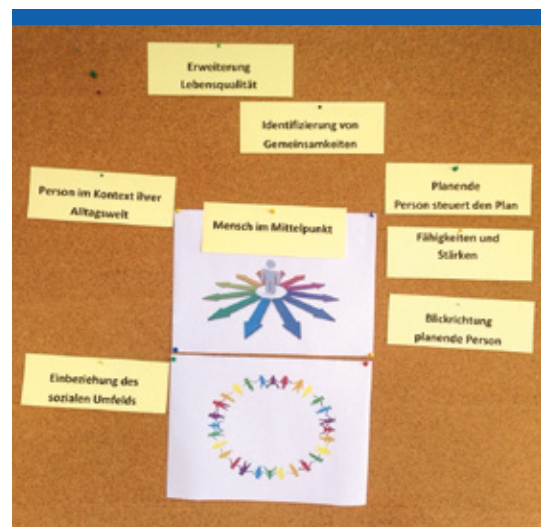 Erweiterung
Lebensqualität
Identifizierung von
Gemeinsamkeiten
Person im Kontext ihrer
Alltagswelt
Mensch im Mittelpunkt
Planende
Person steuert den Plan
Fähigkeiten und
Stärken
Blickrichtung
planende Person
Einbeziehung des
sozialen Umfelds